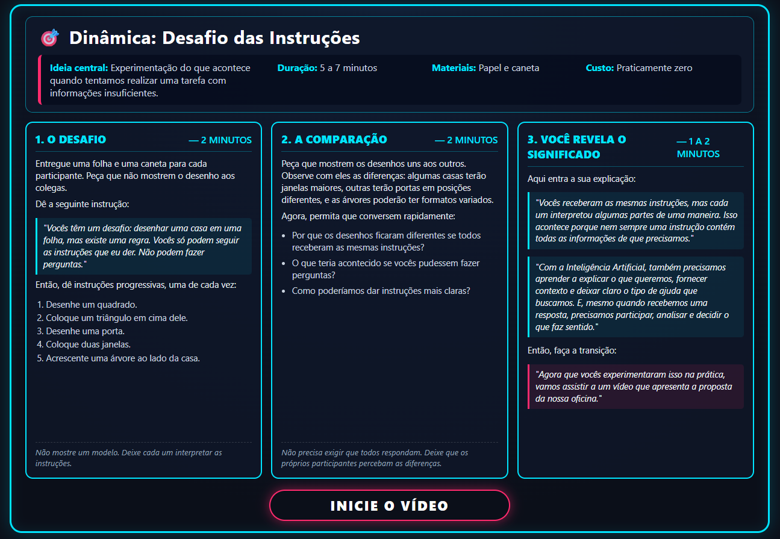 Dinâmica: Desafio das Instruções
Ideia central: Experimentação do que acontece
quando tentamos realizar uma tarefa com
informações insuficientes.
Duração: 5 a 7 minutos
Materiais: Papel e caneta
Custo: Praticamente zero
1. O DESAFIO
— 2 MINUTOS
Entregue uma folha e uma caneta para cada
participante. Peça que não mostrem o desenho aos
colegas.
Dê a seguinte instrução:
"Vocês têm um desafio: desenhar uma casa em uma
folha, mas existe uma regra. Vocês só podem seguir
as instruções que eu der. Não podem fazer
perguntas."
Então, dê instruções progressivas, uma de cada vez:
1. Desenhe um quadrado.
2. Coloque um triângulo em cima dele.
3. Desenhe uma porta.
4. Coloque duas janelas.
5. Acrescente uma árvore ao lado da casa.
Não mostre um modelo. Deixe cada um interpretar as
instruções.
2. A COMPARAÇÃO
— 2 MINUTOS
Peça que mostrem os desenhos uns aos outros.
Observe com eles as diferenças: algumas casas terão
janelas maiores, outras terão portas em posições
diferentes, e as árvores poderão ter formatos variados.
Agora, permita que conversem rapidamente:
• Por que os desenhos ficaram diferentes se todos
receberam as mesmas instruções?
• O que teria acontecido se vocês pudessem fazer
perguntas?
• Como poderíamos dar instruções mais claras?
Não precisa exigir que todos respondam. Deixe que os
próprios participantes percebam as diferenças.
3. VOCÊ REVELA O
SIGNIFICADO
— 1 A 2
MINUTOS
Aqui entra a sua explicação:
"Vocês receberam as mesmas instruções, mas cada
um interpretou algumas partes de uma maneira. Isso
acontece porque nem sempre uma instrução contém
todas as informações de que precisamos."
"Com a Inteligência Artificial, também precisamos
aprender a explicar o que queremos, fornecer
contexto e deixar claro o tipo de ajuda que
buscamos. E, mesmo quando recebemos uma
resposta, precisamos participar, analisar e decidir o
que faz sentido."
Então, faça a transição:
"Agora que vocês experimentaram isso na prática,
vamos assistir a um vídeo que apresenta a proposta
da nossa oficina."
INICIE O VÍDEO